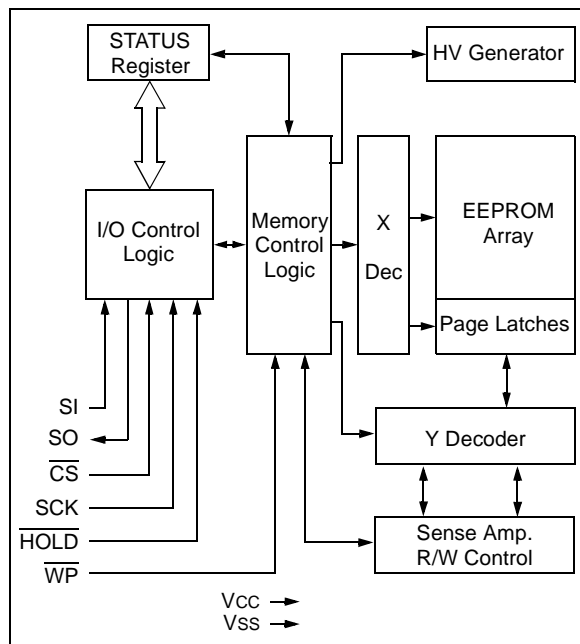 STATUS
Register
HV Generator
I/O Control
Logic
Memory
Control
Logic
X
Dec
EEPROM
Array
Page Latches
SI
SO
CS
SCK
HOLD
WP
Y Decoder
Sense Amp.
R/W Control
VCC
VSS